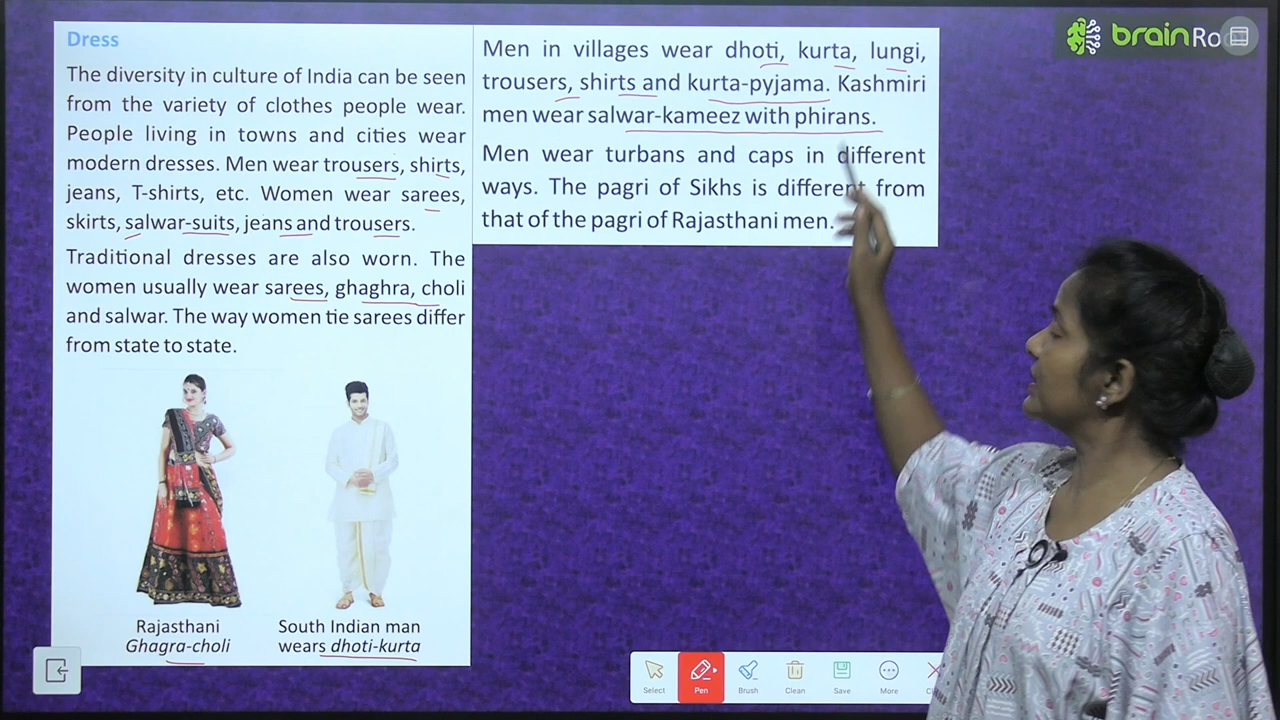 Dress
The diversity in culture of India can be seen
from the variety of clothes people wear.
People living in towns and cities wear
modern dresses. Men wear trousers, shirts,
jeans, T-shirts, etc. Women wear sarees,
skirts, salwar-suits, jeans and trousers.
Traditional dresses are also worn. The
women usually wear sarees, ghaghra, choli
and salwar. The way women tie sarees differ
from state to state.
Rajasthani
Ghagra-choli
South Indian man
wears dhoti-kurta
Men in villages wear dhoti, kurta, lungi,
trousers, shirts and kurta-pyjama. Kashmiri
men wear salwar-kameez with phirans.
Men wear turbans and caps in different
ways. The pagri of Sikhs is different from
that of the pagri of Rajasthani men.
brain
Select
Pen
Brush
Clean
Save
More